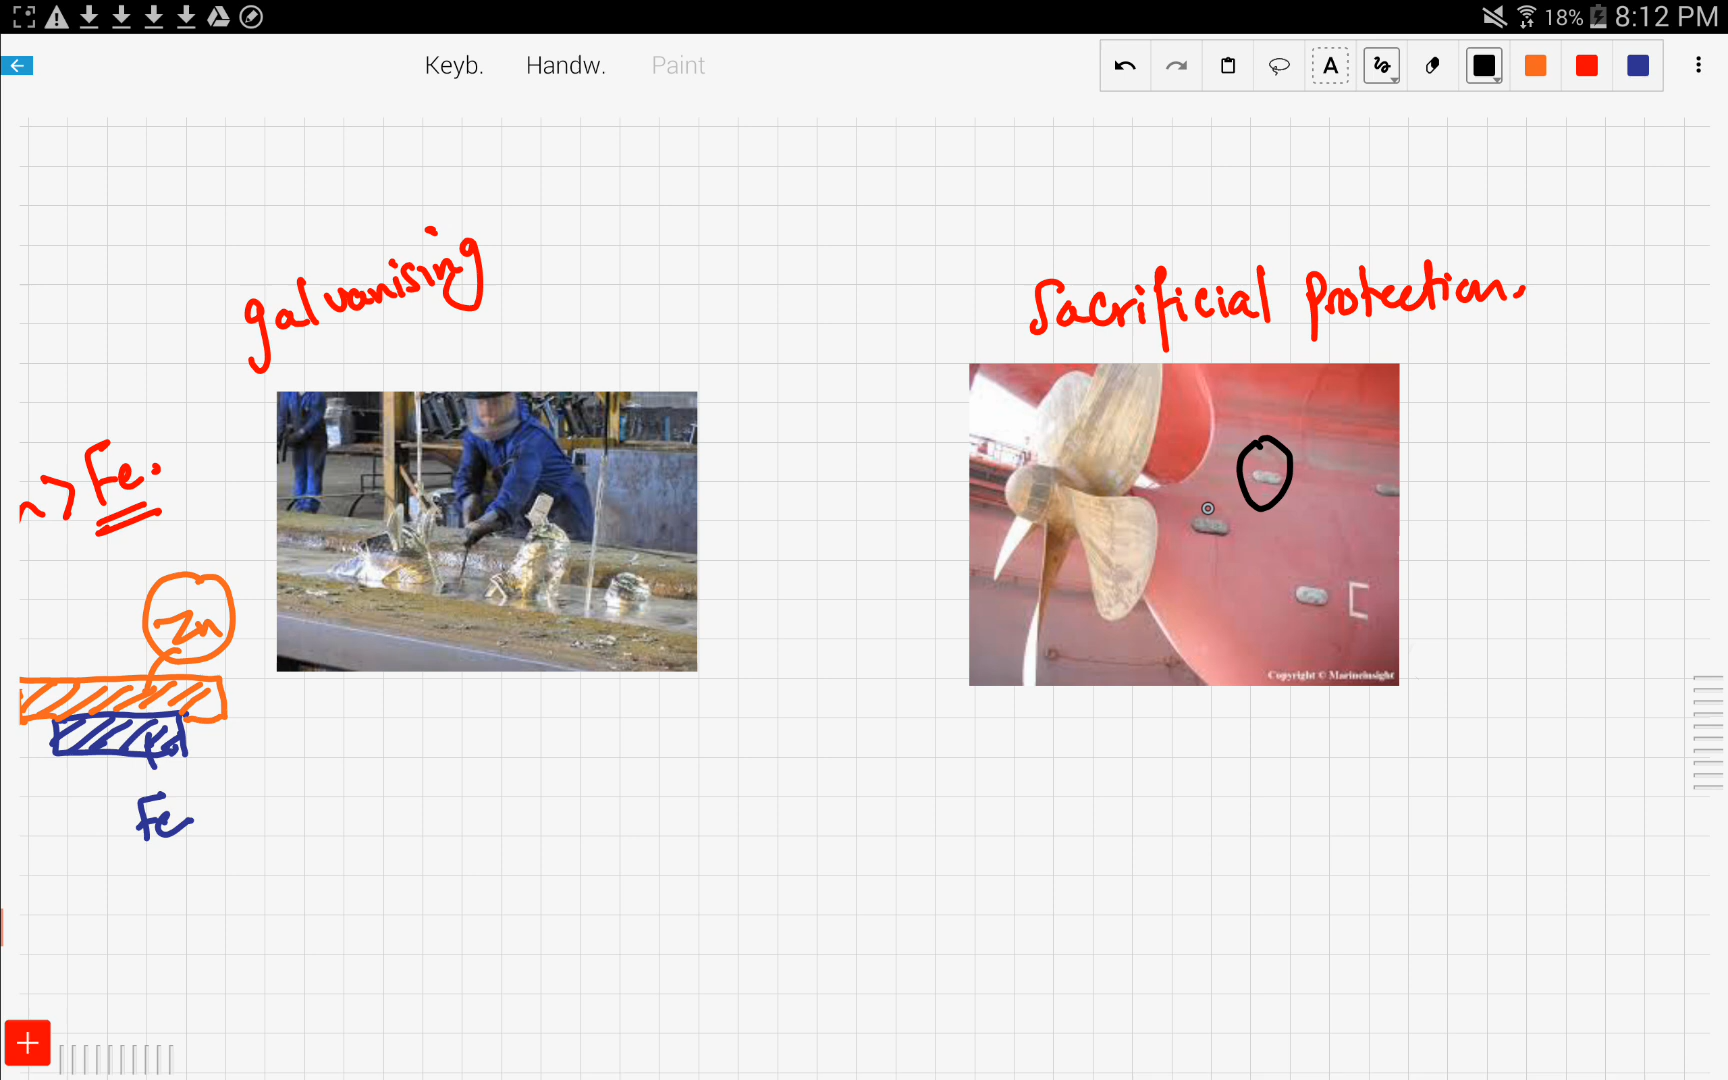 18% 8:12 PM
Keyb. Handw. Paint
A
galvanising
Sacrificial Protection.
n > Fe.
Zn
Fe
Copyright © MarineInsight